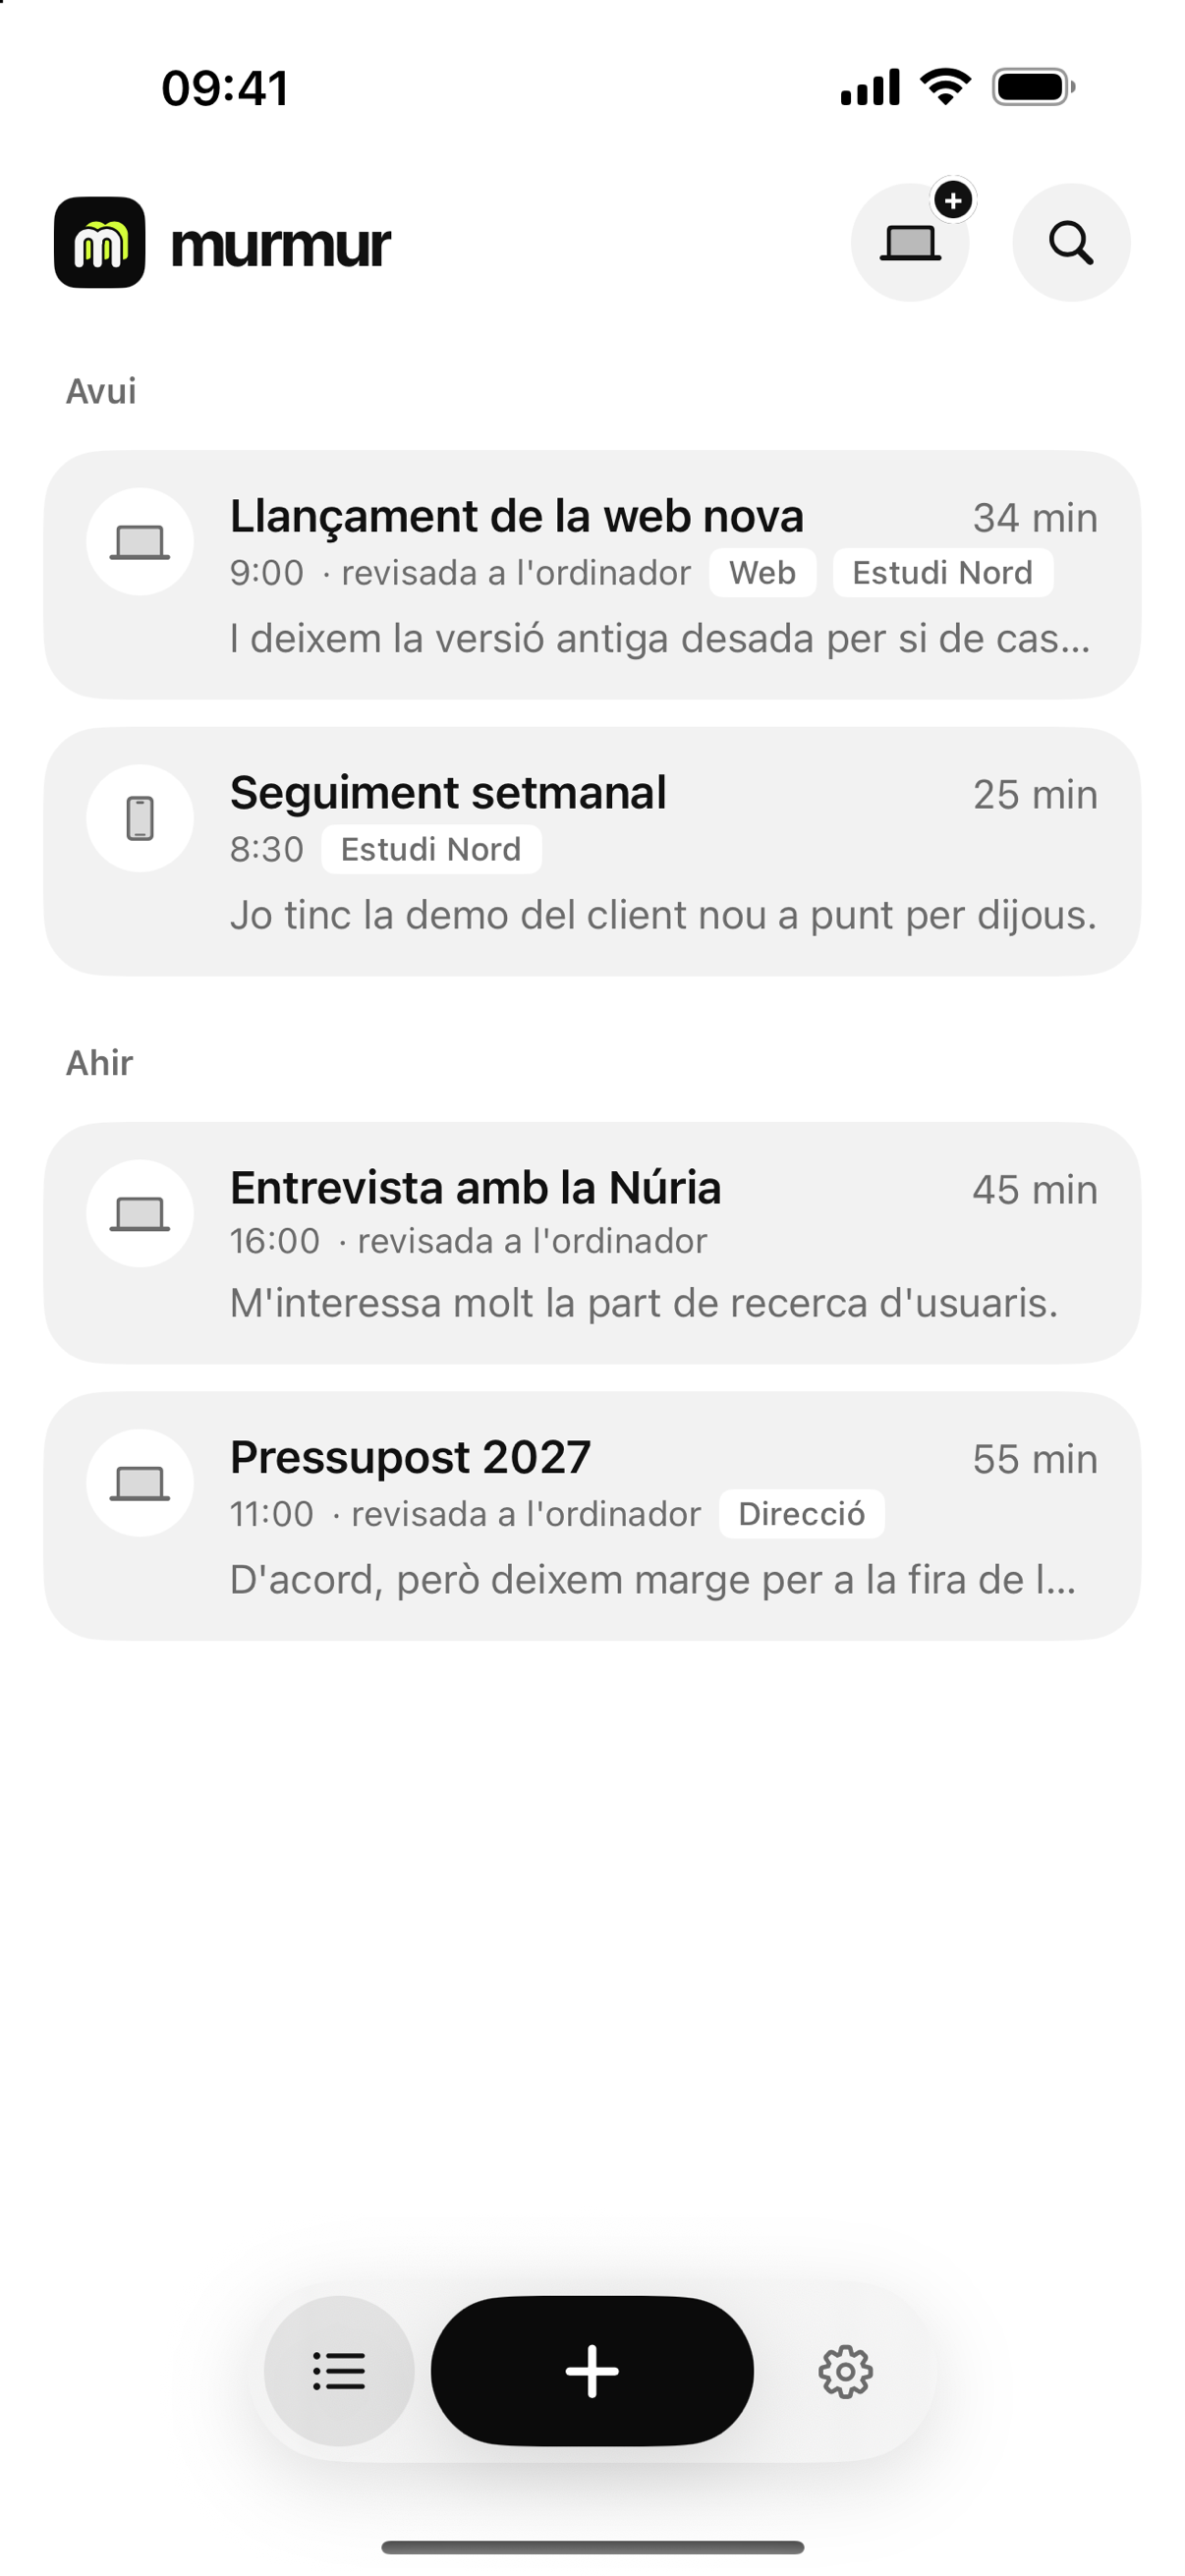 09:41
murmur
Avui
Llançament de la web nova 34 min
9:00 · revisada a l'ordinador Web Estudi Nord
I deixem la versió antiga desada per si de cas...
Seguiment setmanal 25 min
8:30 Estudi Nord
Jo tinc la demo del client nou a punt per dijous.
Ahir
Entrevista amb la Núria 45 min
16:00 · revisada a l'ordinador
M'interessa molt la part de recerca d'usuaris.
Pressupost 2027 55 min
11:00 · revisada a l'ordinador Direcció
D'acord, però deixem marge per a la fira de l...